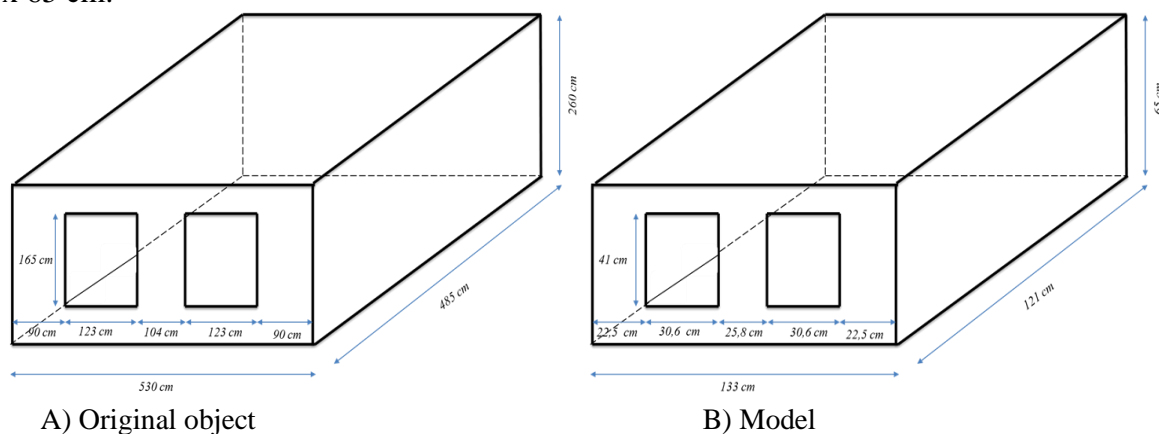 x 65 cm.
260 cm
65 cm
165 cm
41 cm
485 cm
121 cm
90 cm 123 cm 104 cm 123 cm 90 cm
22,5 cm 30,6 cm 25,8 cm 30,6 cm 22,5 cm
530 cm
133 cm
A) Original object
B) Model